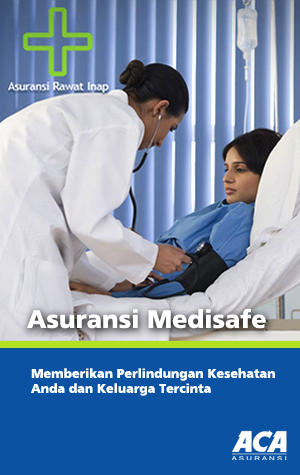 Asuransi Rawat Inap
Asuransi Medisafe
Memberikan Perlindungan Kesehatan
Anda dan Keluarga Tercinta
ACA
ASURANSI